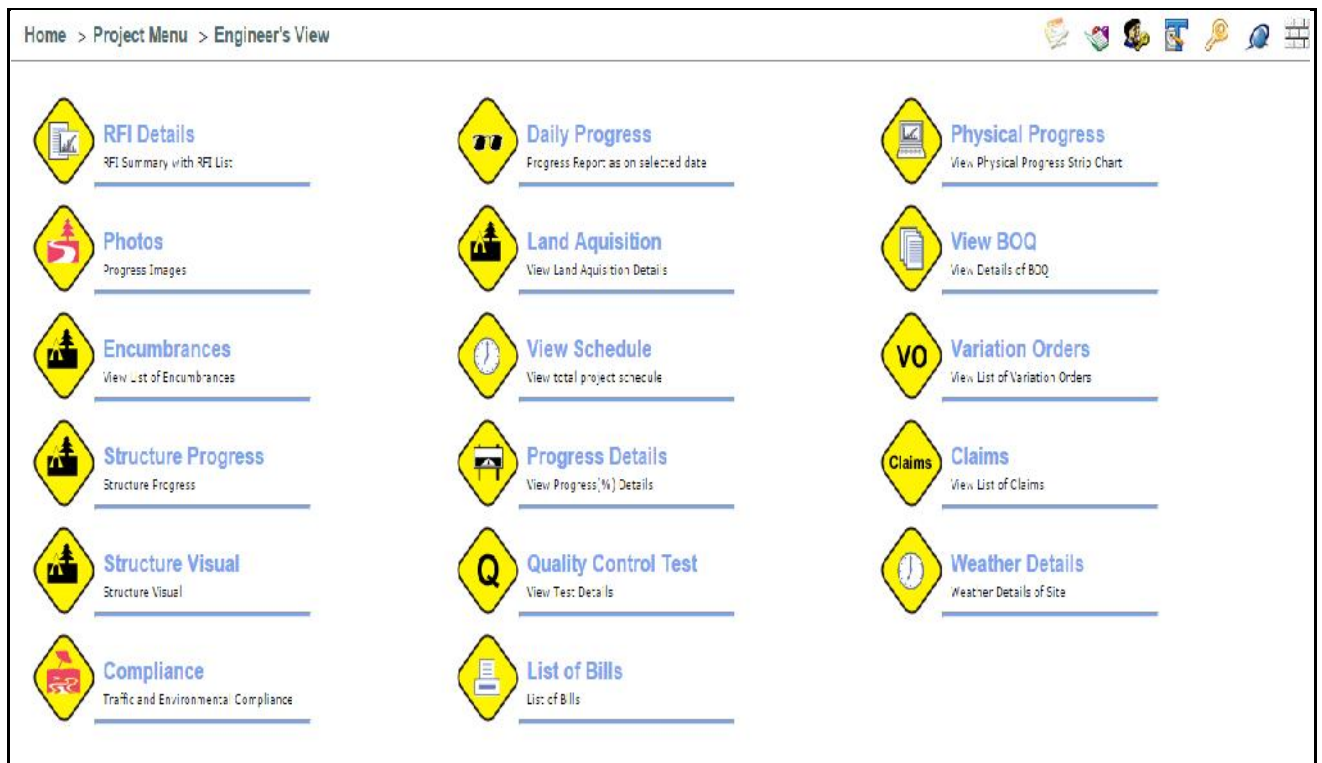 Home > Project Menu > Engineer's View
RFI Details
RFI Summary with RFI List
Daily Progress
Progress Report as on selected date
Physical Progress
View Physical Progress Strip Chart
Photos
Progress Images
Land Aquisition
View Land Aquisition Details
View BOQ
View Details of BOQ
Encumbrances
View List of Encumbrances
View Schedule
View total project schecule
VO
Variation Orders
View List of Variation Orders
Structure Progress
Structure Progress
Progress Details
View Progress(%) Details
Claims
Claims
View List of Claims
Structure Visual
Structure Visual
Q
Quality Control Test
View Test Details
Weather Details
Weather Details of Site
Compliance
Traffic and Environmental Compliance
List of Bills
List of Bills